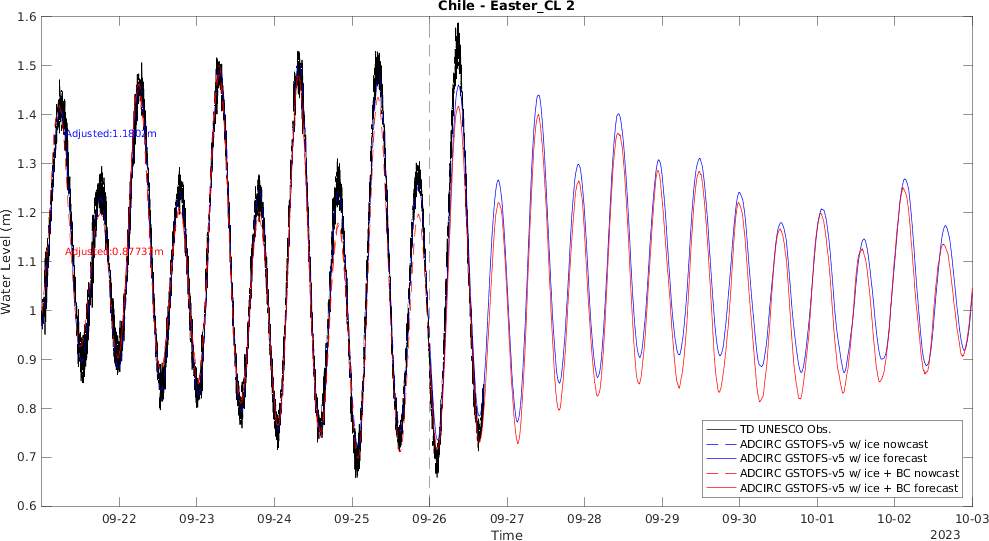 Chile - Easter_CL 2
1.6
1.5
1.4
1.3
1.2
1.1
1
0.9
0.8
0.7
0.6
Water Level (m)
Adjusted:1.1802m
Adjusted:0.87737m
TD UNESCO Obs.
ADCIRC GSTOFS-v5 w/ ice nowcast
ADCIRC GSTOFS-v5 w/ ice forecast
ADCIRC GSTOFS-v5 w/ ice + BC nowcast
ADCIRC GSTOFS-v5 w/ ice + BC forecast
09-22 09-23 09-24 09-25 09-26 09-27 09-28 09-29 09-30 10-01 10-02 10-03
Time
2023